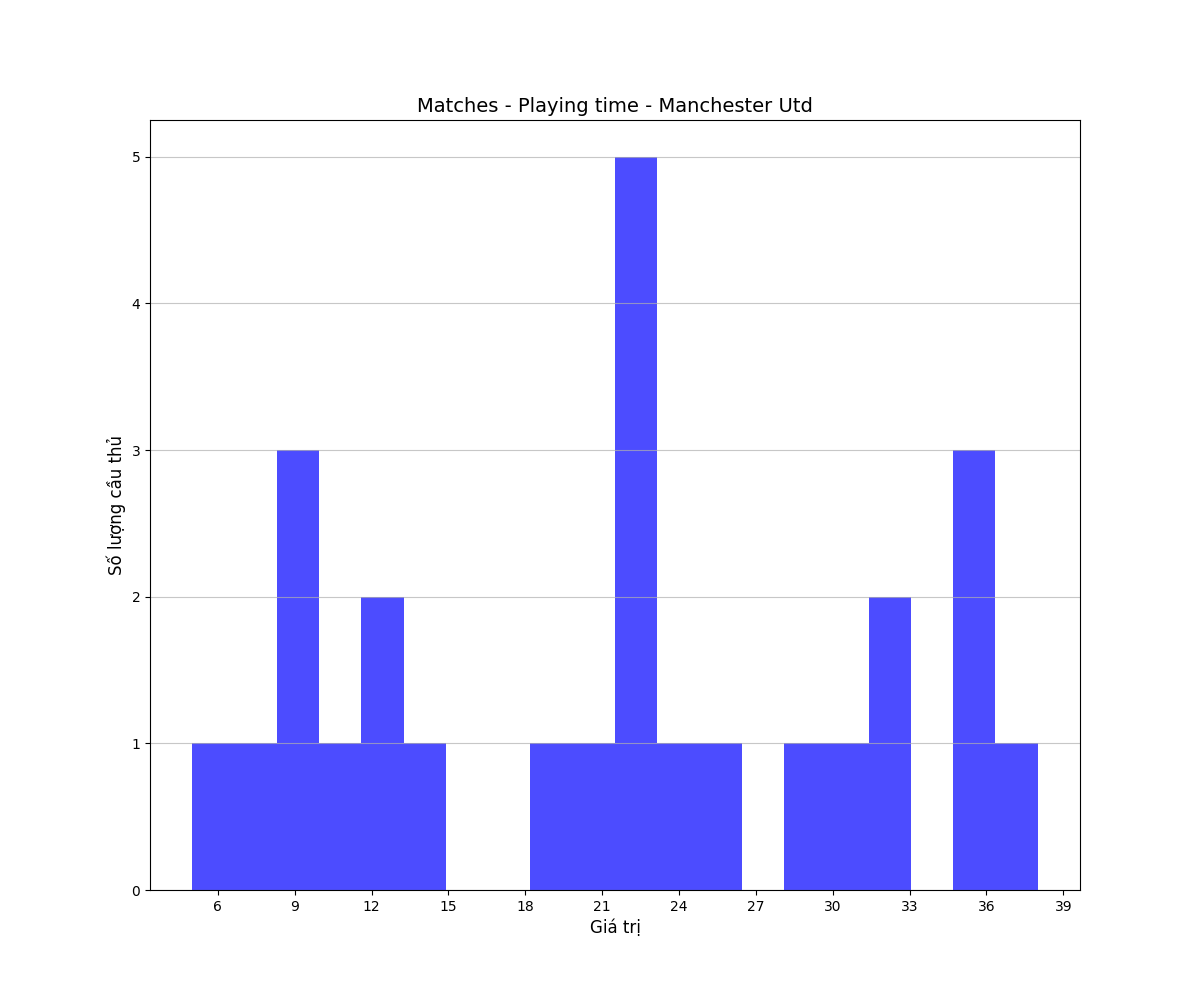 Matches - Playing time - Manchester Utd
5
4
3
2
1
0
Số lượng cầu thủ
6 9 12 15 18 21 24 27 30 33 36 39
Giá trị